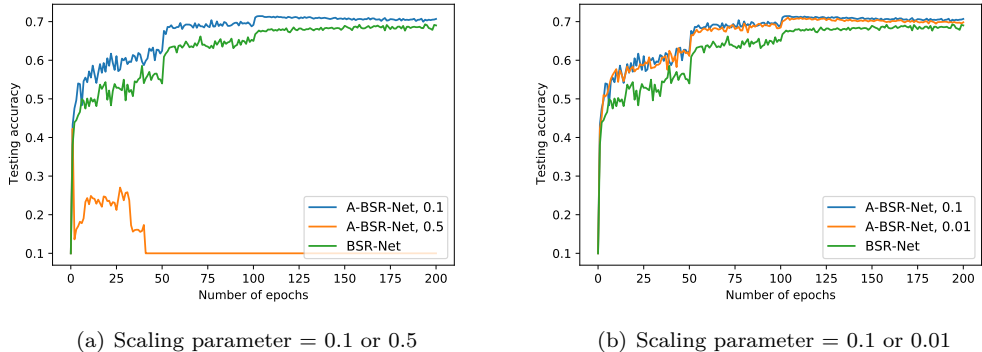 Testing accuracy
0.7
0.6
0.5
0.4
0.3
0.2
0.1
A-BSR-Net, 0.1
A-BSR-Net, 0.5
BSR-Net
0 25 50 75 100 125 150 175 200
Number of epochs
(a) Scaling parameter = 0.1 or 0.5
Testing accuracy
0.7
0.6
0.5
0.4
0.3
0.2
0.1
A-BSR-Net, 0.1
A-BSR-Net, 0.01
BSR-Net
0 25 50 75 100 125 150 175 200
Number of epochs
(b) Scaling parameter = 0.1 or 0.01